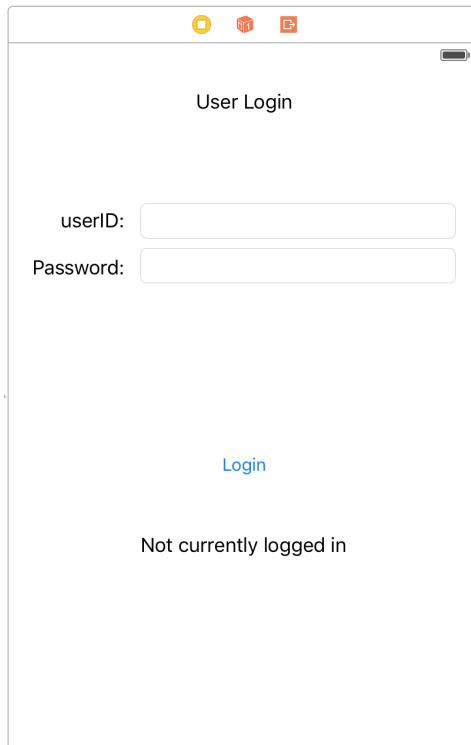 User Login
userID:
Password:
Login
Not currently logged in